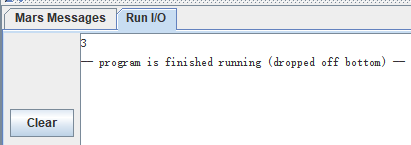 Mars Messages
Run I/O
3
— program is finished running (dropped off bottom) —
Clear